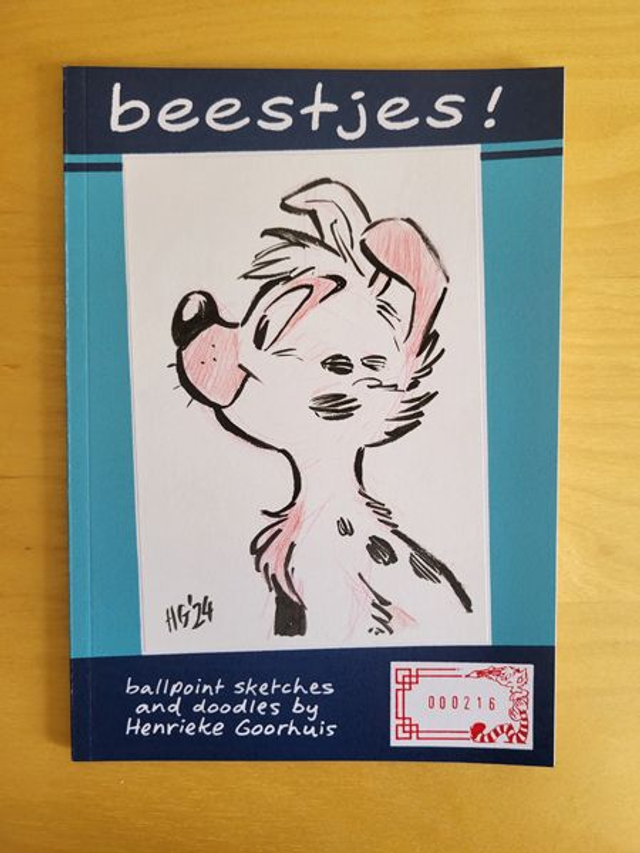 beestjes!
HG'24
ballpoint sketches
and doodles by
Henrieke Goorhuis
000216